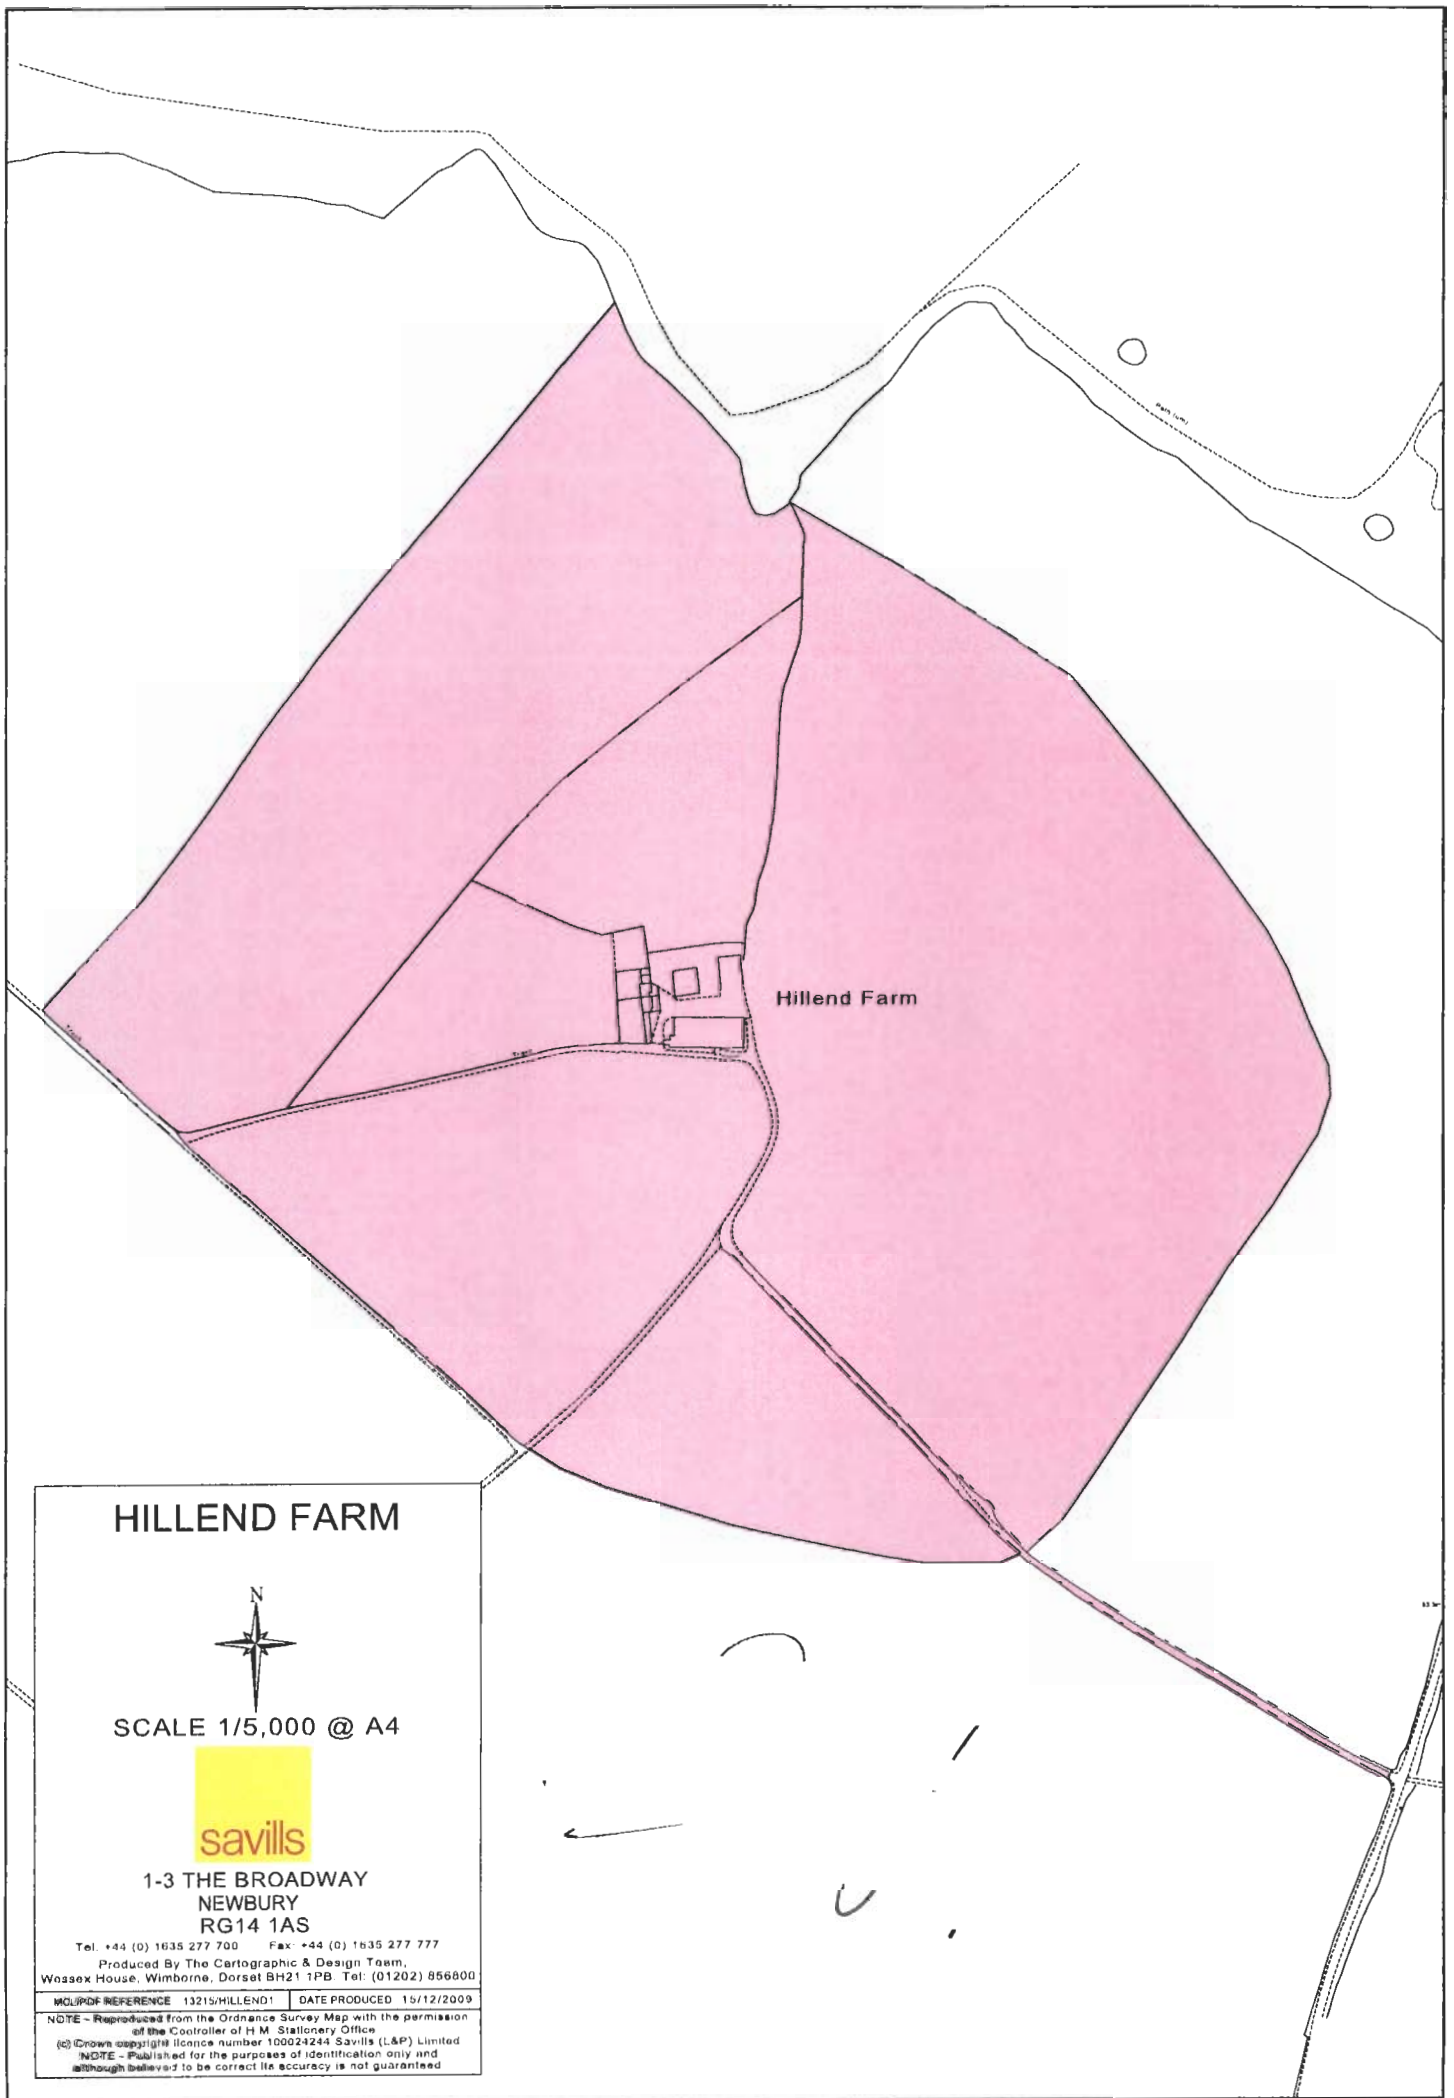 Path (um)
Hillend Farm
Track
Track
HILLEND FARM
N
SCALE 1/5,000 @ A4
savills
1-3 THE BROADWAY
NEWBURY
RG14 1AS
Tel: +44 (0) 1635 277 700 Fax: +44 (0) 1635 277 777
Produced By The Cartographic & Design Team,
Wessex House, Wimborne, Dorset BH21 1PB Tel: (01202) 856800
MCL/PDF REFERENCE 13215/HILLEND1 DATE PRODUCED 15/12/2009
NOTE - Reproduced from the Ordnance Survey Map with the permission
of the Controller of H M Stationery Office
(c) Crown copyright licence number 100024244 Savills (L&P) Limited
NOTE - Published for the purposes of identification only and
although believed to be correct its accuracy is not guaranteed